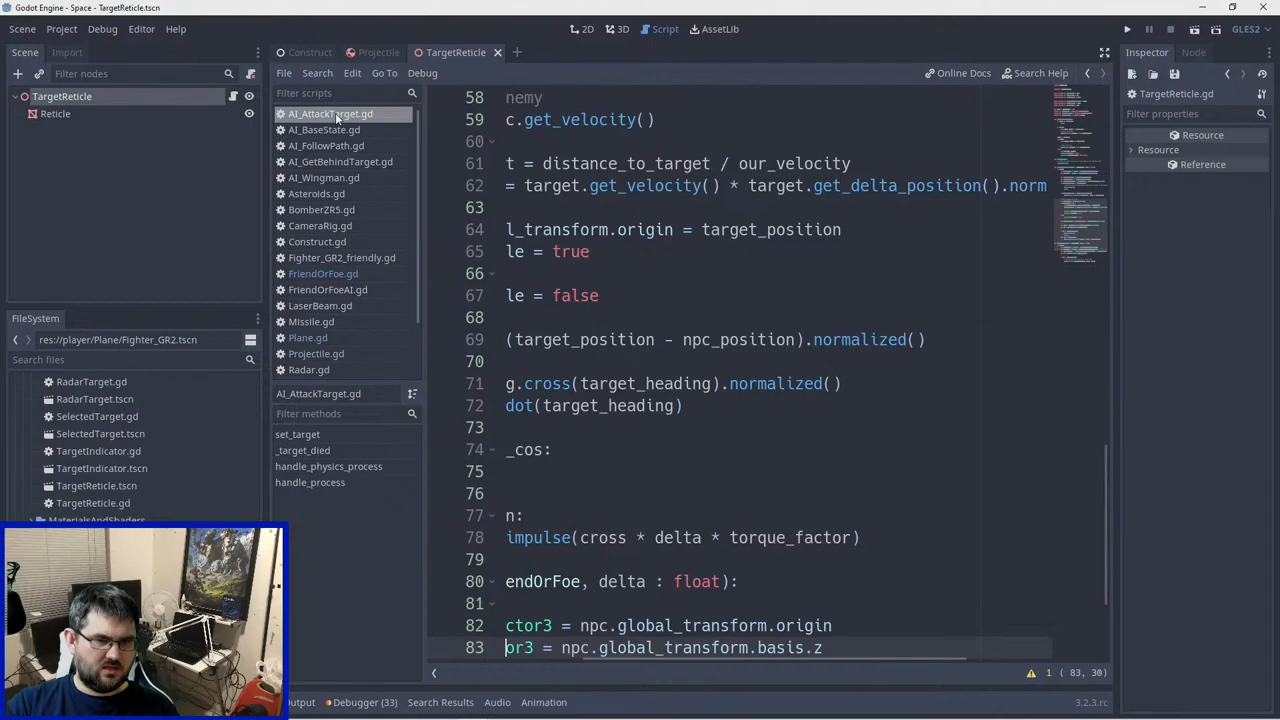 Godot Engine - Space - TargetReticle.tscn
Scene Project Debug Editor Help
2D 3D Script AssetLib
GLES2
Scene Import
Construct Projectile TargetReticle
Inspector Node
Filter nodes
File Search Edit Go To Debug
Online Docs Search Help
TargetReticle
Reticle
Filter scripts
AI_AttackTarget.gd
AI_BaseState.gd
AI_FollowPath.gd
AI_GetBehindTarget.gd
AI_Wingman.gd
Asteroids.gd
BomberZR5.gd
CameraRig.gd
Construct.gd
Fighter_GR2_friendly.gd
FriendOrFoe.gd
FriendOrFoeAI.gd
LaserBeam.gd
Missile.gd
Plane.gd
Projectile.gd
Radar.gd
AI_AttackTarget.gd
Filter methods
set_target
_target_died
handle_physics_process
handle_process
58 nemy
59 c.get_velocity()
60
61 t = distance_to_target / our_velocity
62 = target.get_velocity() * target.get_delta_position().norm
63
64 l_transform.origin = target_position
65 le = true
66
67 le = false
68
69 (target_position - npc_position).normalized()
70
71 g.cross(target_heading).normalized()
72 dot(target_heading)
73
74 _cos:
75
76
77 n:
78 impulse(cross * delta * torque_factor)
79
80 endOrFoe, delta : float):
81
82 ctor3 = npc.global_transform.origin
83 or3 = npc.global_transform.basis.z
1 ( 83, 30)
TargetReticle.gd
Filter properties
Resource
Resource
Reference
FileSystem
res://player/Plane/Fighter_GR2.tscn
Search files
RadarTarget.gd
RadarTarget.tscn
SelectedTarget.gd
SelectedTarget.tscn
TargetIndicator.gd
TargetIndicator.tscn
TargetReticle.tscn
TargetReticle.gd
MaterialsAndShaders
utput Debugger (33) Search Results Audio Animation
3.2.3.rc